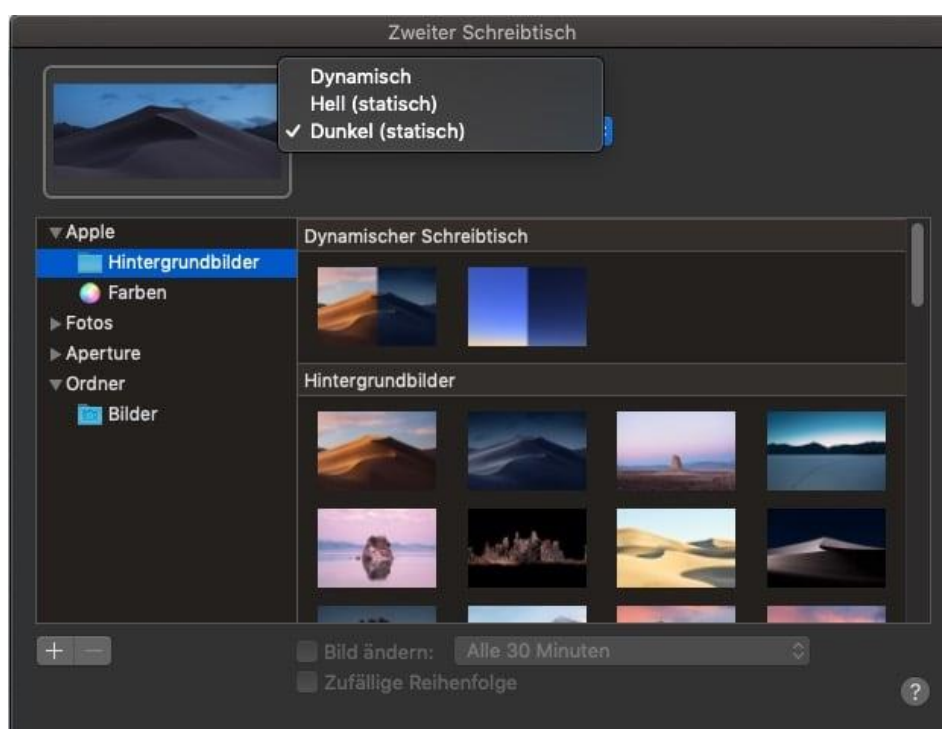 Zweiter Schreibtisch
Dynamisch
Hell (statisch)
✓ Dunkel (statisch)
Apple
Hintergrundbilder
Farben
Fotos
Aperture
Ordner
Bilder
Dynamischer Schreibtisch
Hintergrundbilder
Bild ändern: Alle 30 Minuten
Zufällige Reihenfolge
?